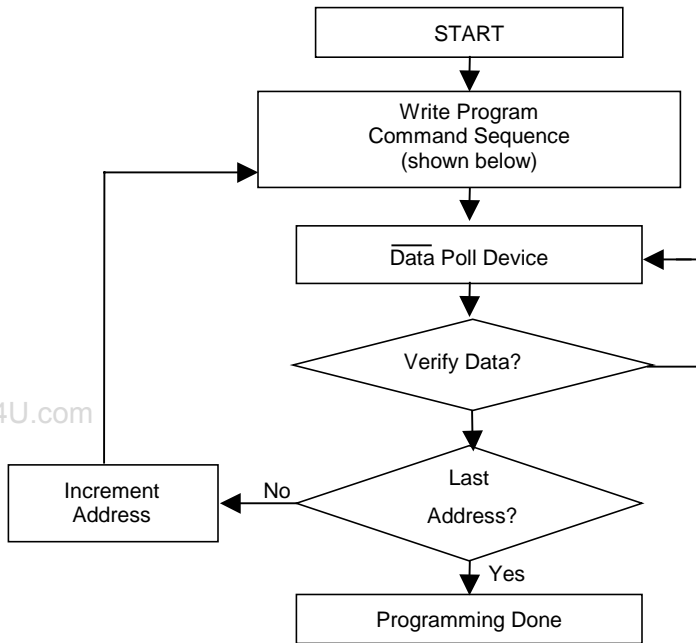 START
Write Program
Command Sequence
(shown below)
Data Poll Device
Verify Data?
4U.com
Last
Address?
No
Increment
Address
Yes
Programming Done